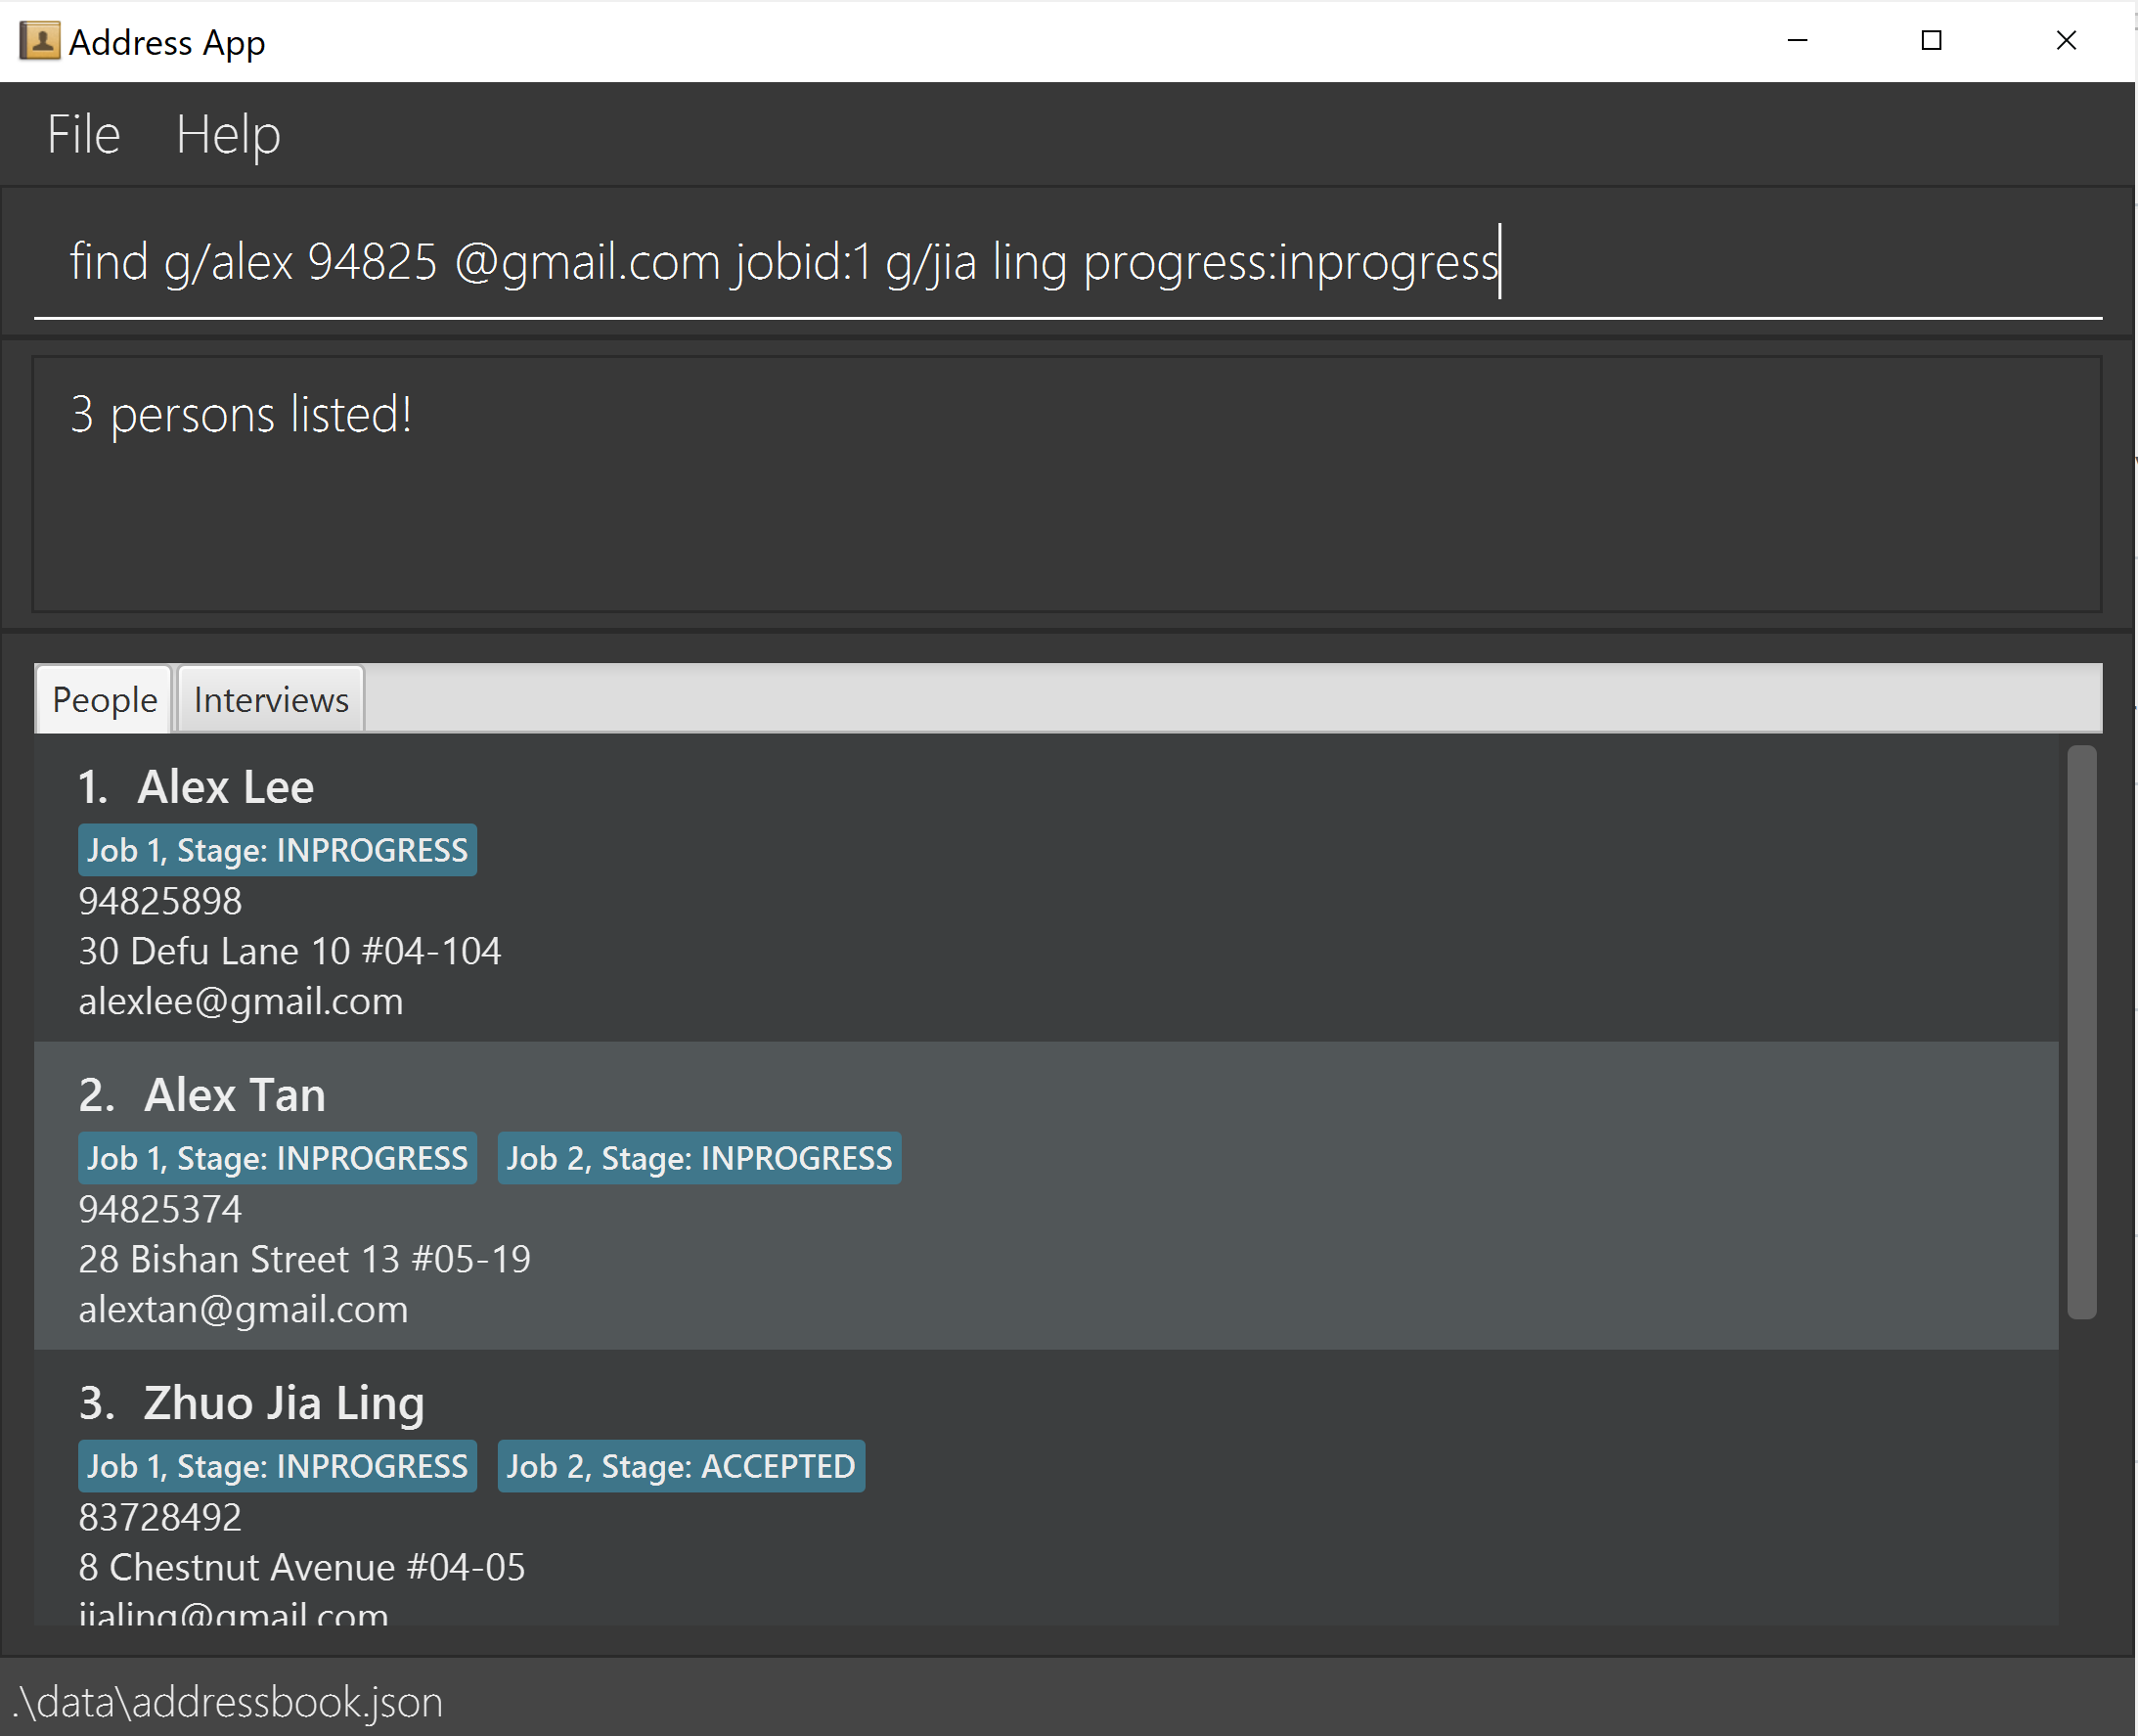 Address App
File Help
find g/alex 94825 @gmail.com jobid:1 g/jia ling progress:inprogress
3 persons listed!
People Interviews
1. Alex Lee
Job 1, Stage: INPROGRESS
94825898
30 Defu Lane 10 #04-104
alexlee@gmail.com
2. Alex Tan
Job 1, Stage: INPROGRESS Job 2, Stage: INPROGRESS
94825374
28 Bishan Street 13 #05-19
alextan@gmail.com
3. Zhuo Jia Ling
Job 1, Stage: INPROGRESS Job 2, Stage: ACCEPTED
83728492
8 Chestnut Avenue #04-05
jialing@gmail.com
.\data\addressbook.json